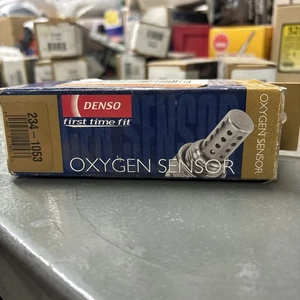 DENSO
first time fit
234-1053
OXYGEN SENSOR
OXYGEN SENSOR